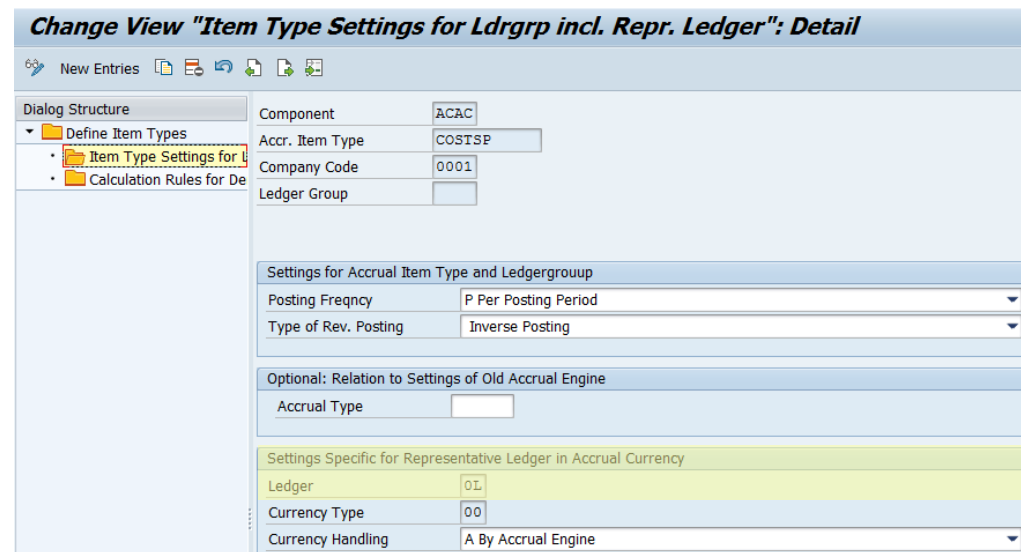 Change View "Item Type Settings for Ldrgrp incl. Repr. Ledger": Detail
New Entries
Dialog Structure
Define Item Types
Item Type Settings for L
Calculation Rules for De
Component ACAC
Accr. Item Type COSTSP
Company Code 0001
Ledger Group
Settings for Accrual Item Type and Ledgergrouup
Posting Freqncy P Per Posting Period
Type of Rev. Posting Inverse Posting
Optional: Relation to Settings of Old Accrual Engine
Accrual Type
Settings Specific for Representative Ledger in Accrual Currency
Ledger 0L
Currency Type 00
Currency Handling A By Accrual Engine